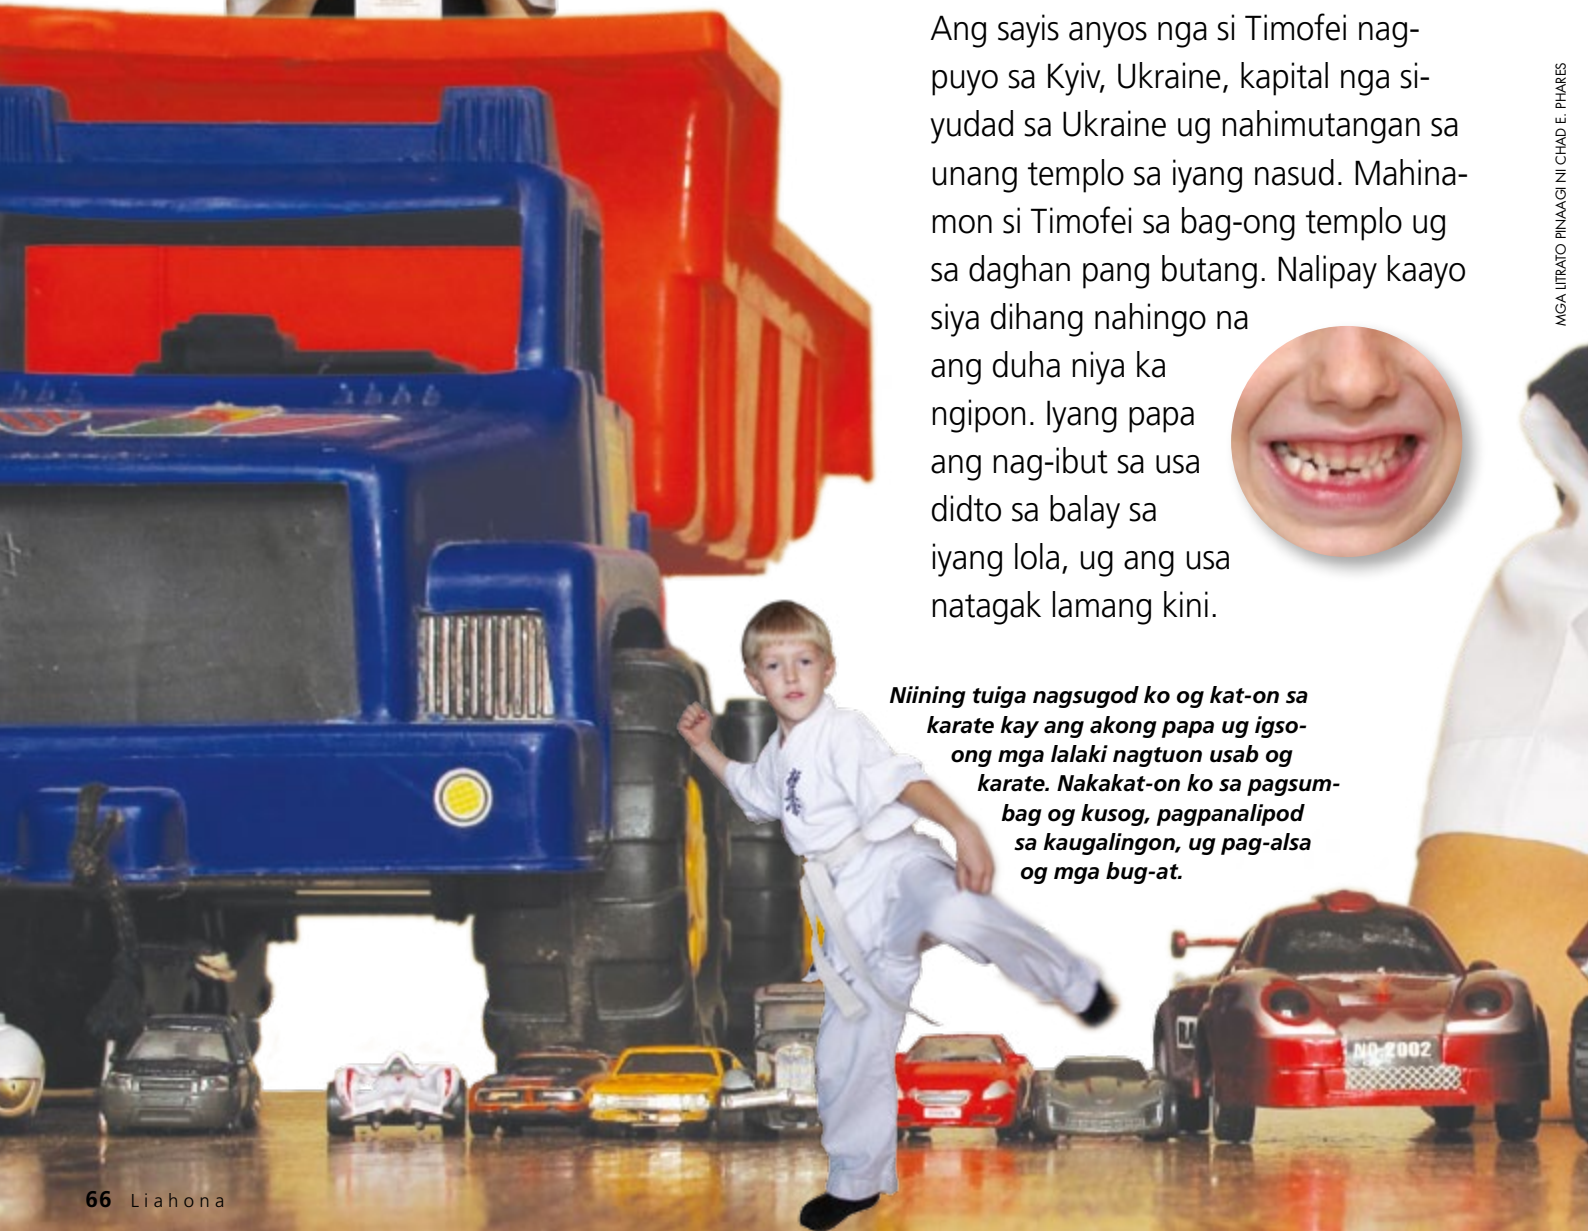 Ang sayis anyos nga si Timofei nag-
puyo sa Kyiv, Ukraine, kapital nga si-
yudad sa Ukraine ug nahimutangan sa
unang templo sa iyang nasud. Mahina-
mon si Timofei sa bag-ong templo ug
sa daghan pang butang. Nalipay kaayo
siya dihang nahingo na
ang duha niya ka
ngipon. Iyang papa
ang nag-ibut sa usa
didto sa balay sa
iyang lola, ug ang usa
natagak lamang kini.
MGA LITRATO PINAAGI NI CHAD E. PHARES
Niining tuiga nagsugod ko og kat-on sa
karate kay ang akong papa ug igso-
ong mga lalaki nagtuon usab og
karate. Nakakat-on ko sa pagsum-
bag og kusog, pagpanalipod
sa kaugalingon, ug pag-alsa
og mga bug-at.
NO-2002
66 Liahona